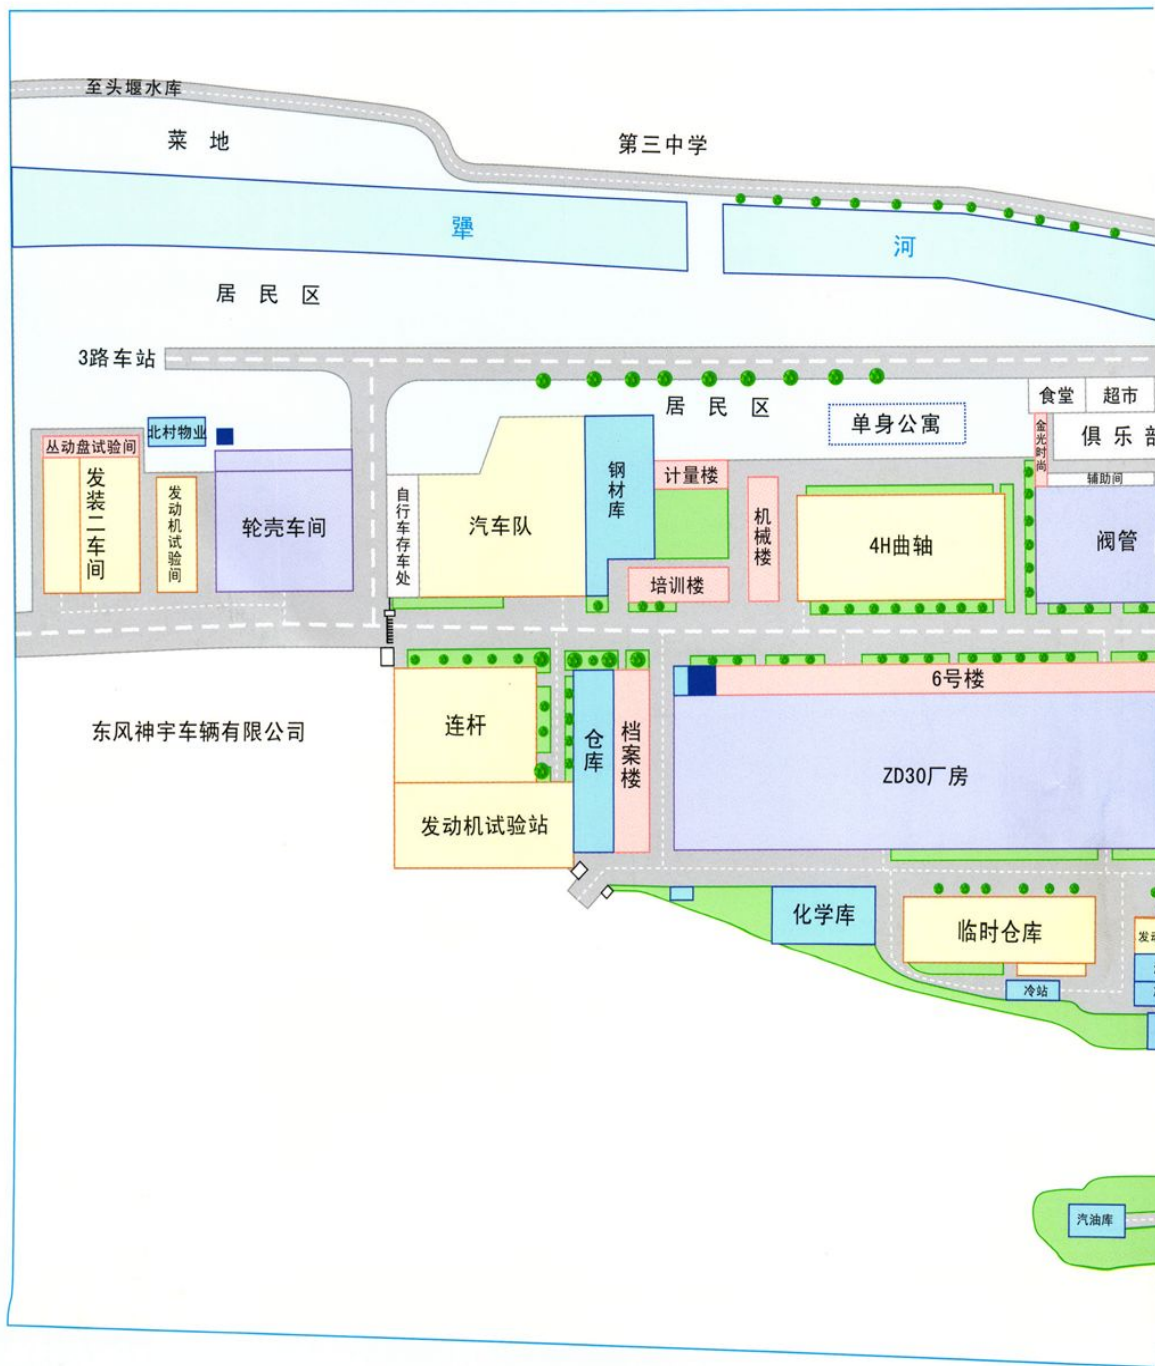 至头堰水库
菜 地
第三中学
犟
河
居 民 区
3路车站
居 民 区
单身公寓
食堂
超市
金光时尚
俱 乐 部
北村物业
丛动盘试验间
发装二车间
发动机试验间
轮壳车间
自行车存车处
汽车队
钢材库
计量楼
机械楼
培训楼
4H曲轴
辅助间
阀管
6号楼
东风神宇车辆有限公司
连杆
仓库
档案楼
ZD30厂房
发动机试验站
化学库
临时仓库
发动
冷站
汽油库